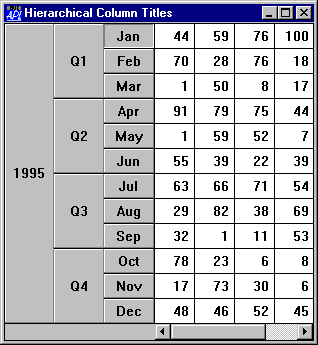 Hierarchical Column Titles
1995
Q1
Jan 44 59 76 100
Feb 70 28 76 18
Mar 1 50 8 17
Q2
Apr 91 79 75 44
May 1 59 52 7
Jun 55 39 22 39
Q3
Jul 63 66 71 54
Aug 29 82 38 69
Sep 32 1 11 53
Q4
Oct 78 23 6 8
Nov 17 73 30 6
Dec 48 46 52 45